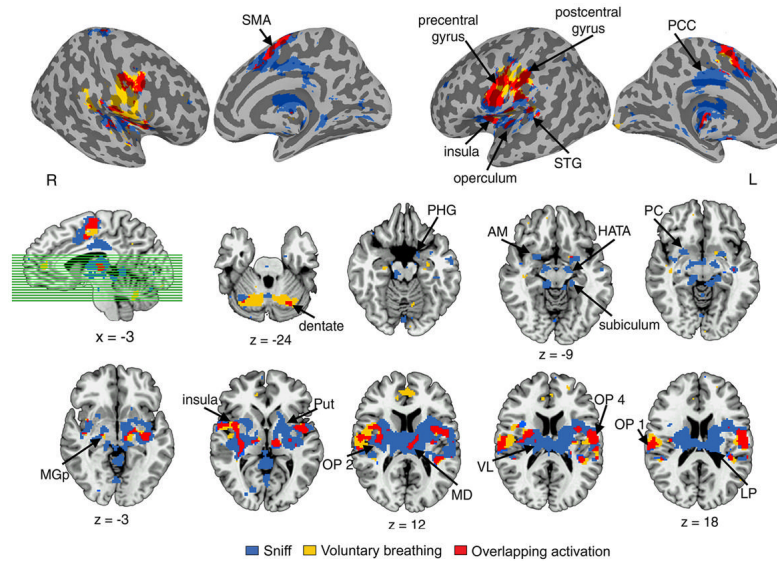 SMA
precentral
gyrus
postcentral
gyrus
PCC
insula
operculum
STG
R
L
PHG
AM
HATA
PC
dentate
subiculum
x = -3
z = -24
z = -9
insula
Put
OP 4
OP 1
MGp
OP 2
MD
VL
LP
z = -3
z = 12
z = 18
Sniff
Voluntary breathing
Overlapping activation